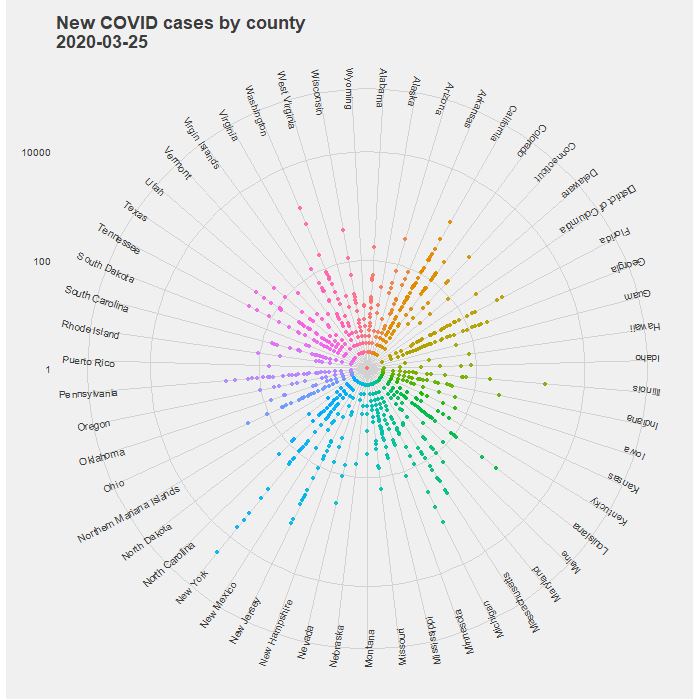 New COVID cases by county
2020-03-25
10000
100
1
Alabama
Alaska
Arizona
Arkansas
California
Colorado
Connecticut
Delaware
District of Columbia
Florida
Georgia
Guam
Hawaii
Idaho
Illinois
Indiana
Iowa
Kansas
Kentucky
Louisiana
Maine
Maryland
Massachusetts
Michigan
Minnesota
Mississippi
Missouri
Montana
Nebraska
Nevada
New Hampshire
New Jersey
New Mexico
New York
North Carolina
North Dakota
Northern Mariana Islands
Ohio
Oklahoma
Oregon
Pennsylvania
Puerto Rico
Rhode Island
South Carolina
South Dakota
Tennessee
Texas
Utah
Vermont
Virgin Islands
Virginia
Washington
West Virginia
Wisconsin
Wyoming